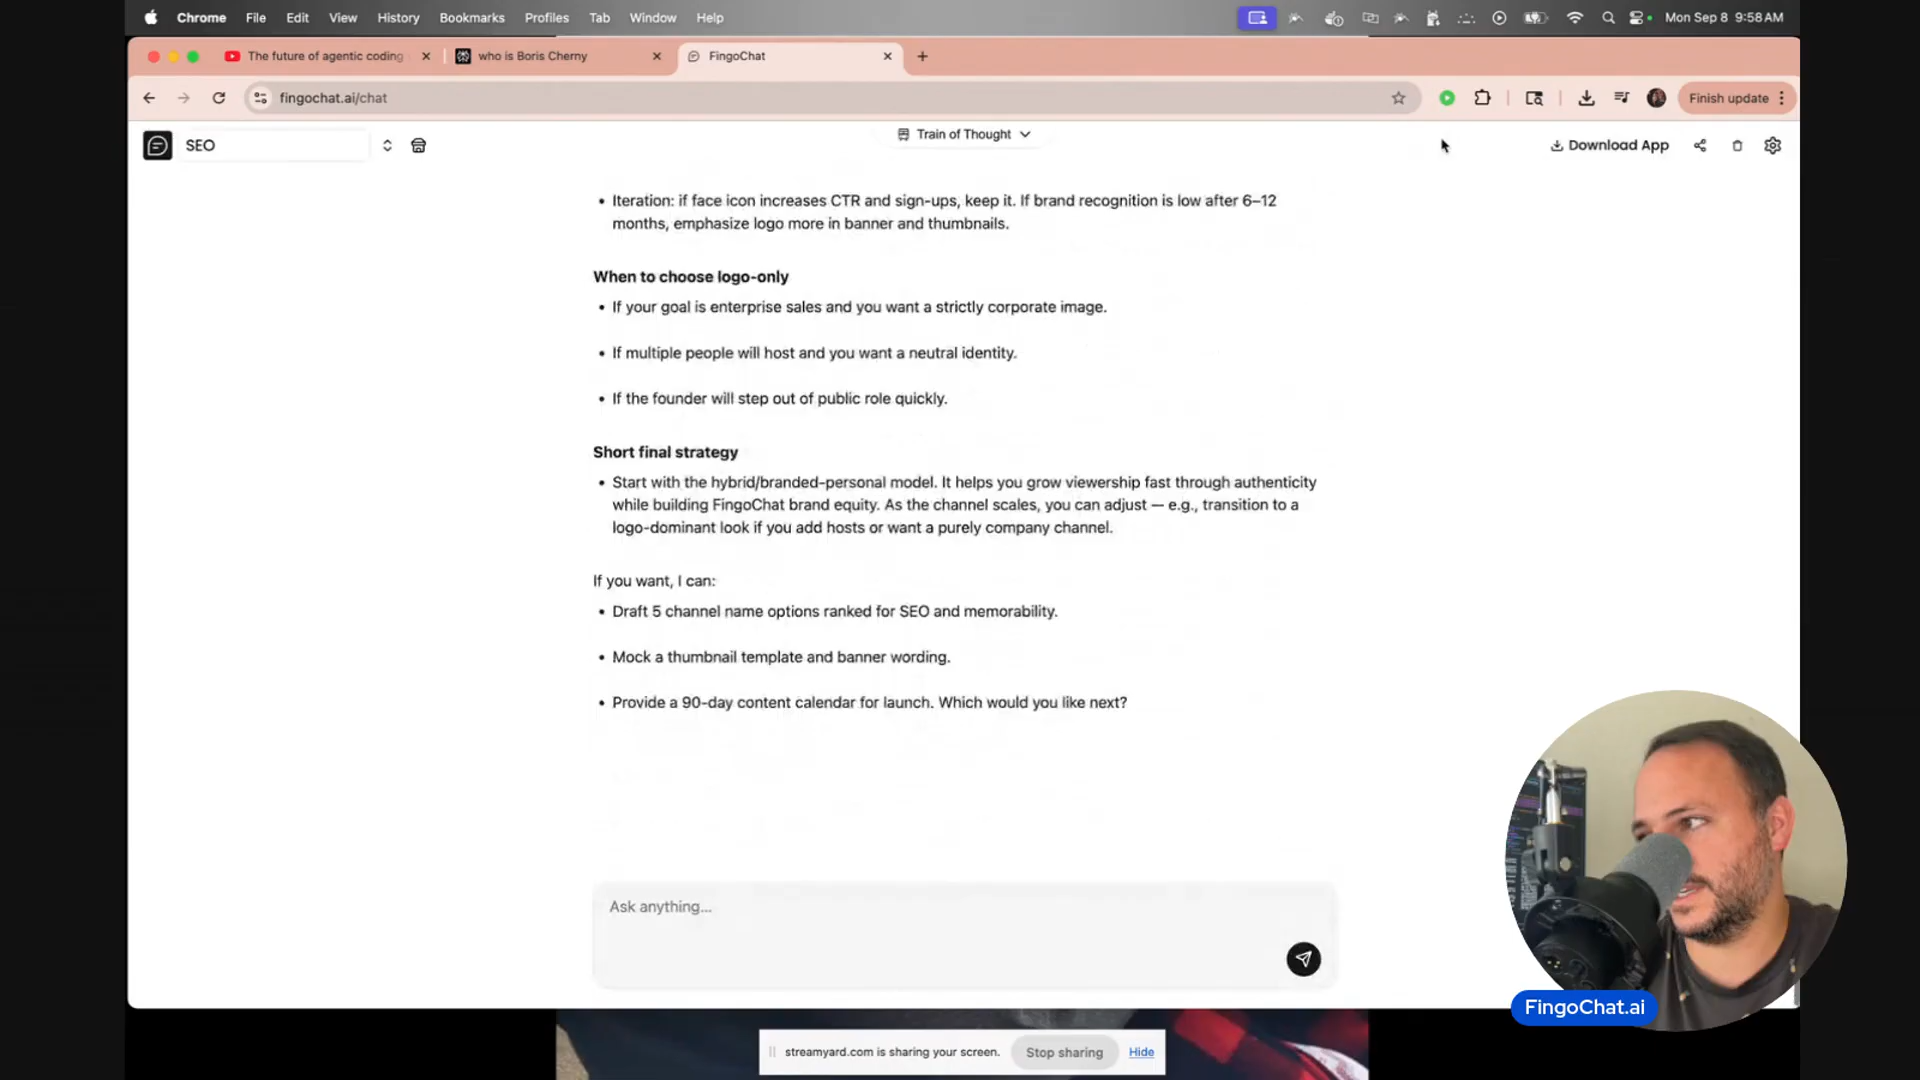 Chrome File Edit View History Bookmarks Profiles Tab Window Help Mon Sep 8 9:58 AM
The future of agentic coding who is Boris Cherny FingoChat
fingochat.ai/chat Finish update
SEO Train of Thought Download App
• Iteration: if face icon increases CTR and sign-ups, keep it. If brand recognition is low after 6–12
months, emphasize logo more in banner and thumbnails.
When to choose logo-only
• If your goal is enterprise sales and you want a strictly corporate image.
• If multiple people will host and you want a neutral identity.
• If the founder will step out of public role quickly.
Short final strategy
• Start with the hybrid/branded-personal model. It helps you grow viewership fast through authenticity
while building FingoChat brand equity. As the channel scales, you can adjust — e.g., transition to a
logo-dominant look if you add hosts or want a purely company channel.
If you want, I can:
• Draft 5 channel name options ranked for SEO and memorability.
• Mock a thumbnail template and banner wording.
• Provide a 90-day content calendar for launch. Which would you like next?
Ask anything...
FingoChat.ai
streamyard.com is sharing your screen. Stop sharing Hide